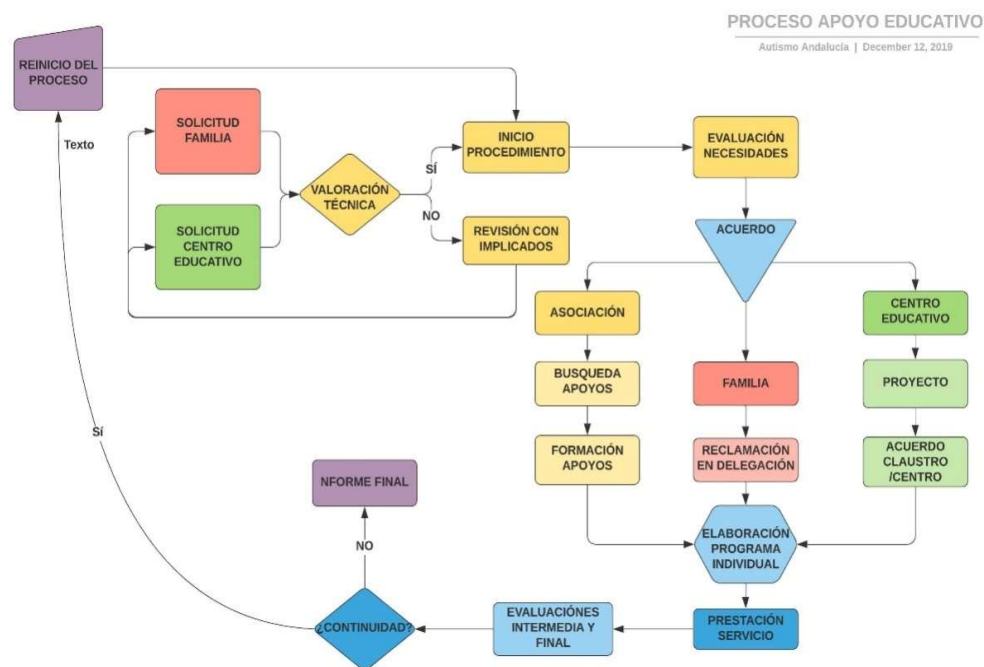 PROCESO APOYO EDUCATIVO
Autismo Andalucía | December 12, 2019
REINICIO DEL
PROCESO
Texto
SOLICITUD
FAMILIA
SOLICITUD
CENTRO
EDUCATIVO
VALORACIÓN
TÉCNICA
SÍ
NO
INICIO
PROCEDIMIENTO
REVISIÓN CON
IMPLICADOS
EVALUACIÓN
NECESIDADES
ACUERDO
ASOCIACIÓN
BUSQUEDA
APOYOS
FORMACIÓN
APOYOS
FAMILIA
RECLAMACIÓN
EN DELEGACIÓN
CENTRO
EDUCATIVO
PROYECTO
ACUERDO
CLAUSTRO
/CENTRO
ELABORACIÓN
PROGRAMA
INDIVIDUAL
PRESTACIÓN
SERVICIO
EVALUACIÓNES
INTERMEDIA Y
FINAL
¿CONTINUIDAD?
NO
NFORME FINAL
Sí